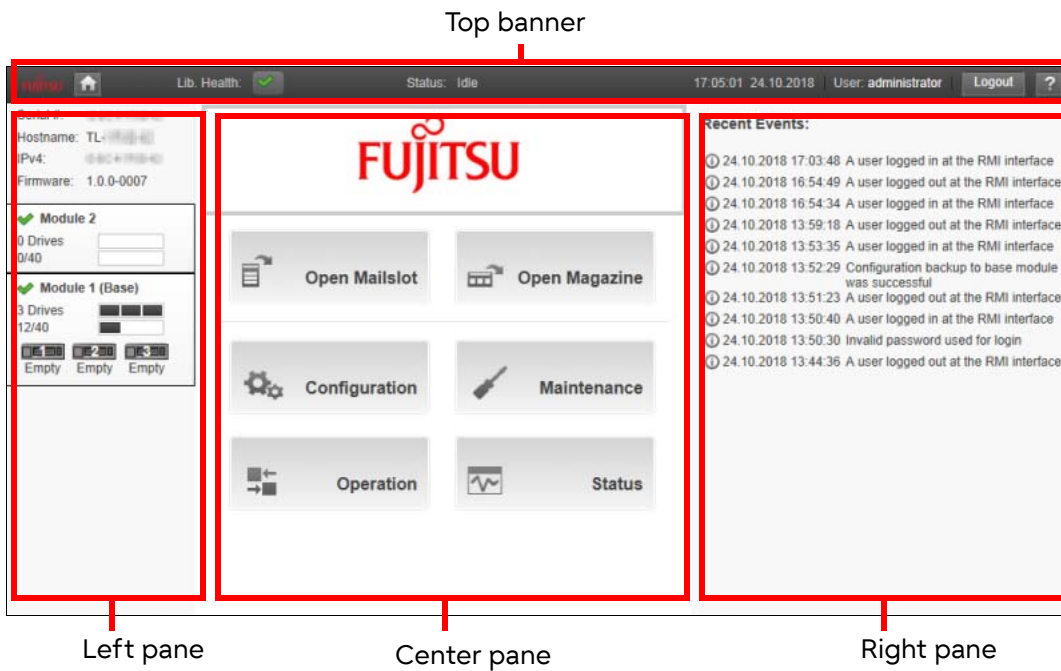 Top banner
FUJITSU
Lib. Health:
Status: Idle
17:05:01 24.10.2018
User: administrator
Logout
?
Serial #:
Hostname: TL-
IPv4:
Firmware: 1.0.0-0007
Module 2
0 Drives
0/40
Module 1 (Base)
3 Drives
12/40
1 2 3
Empty Empty Empty
FUJITSU
Open Mailslot
Open Magazine
Configuration
Maintenance
Operation
Status
Recent Events:
24.10.2018 17:03:48 A user logged in at the RMI interface
24.10.2018 16:54:49 A user logged out at the RMI interface
24.10.2018 16:54:34 A user logged in at the RMI interface
24.10.2018 13:59:18 A user logged out at the RMI interface
24.10.2018 13:53:35 A user logged in at the RMI interface
24.10.2018 13:52:29 Configuration backup to base module
was successful
24.10.2018 13:51:23 A user logged out at the RMI interface
24.10.2018 13:50:40 A user logged in at the RMI interface
24.10.2018 13:50:30 Invalid password used for login
24.10.2018 13:44:36 A user logged out at the RMI interface
Left pane
Center pane
Right pane